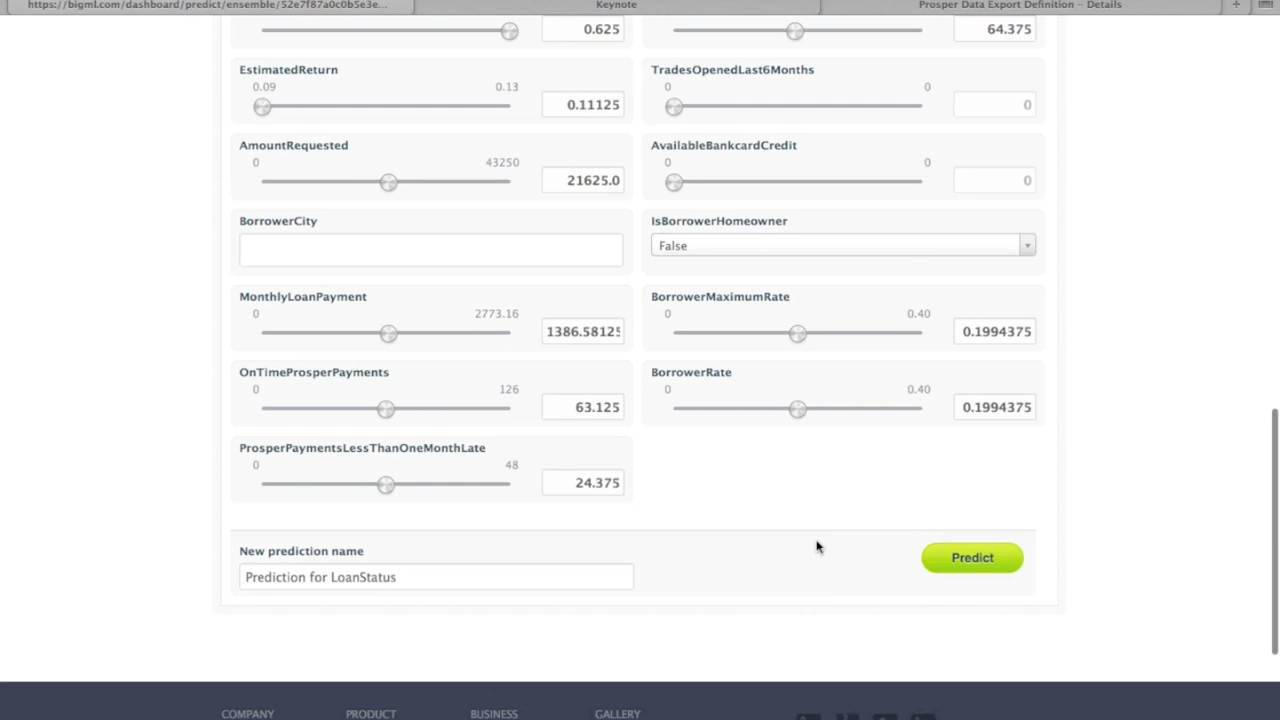 https://bigml.com/dashboard/predict/ensemble/52e7f87a0c0b5e3e...
Keynote
Prosper Data Export Definition – Details
0.625
64.375
EstimatedReturn
0.09
0.13
0.11125
TradesOpenedLast6Months
0
0
0
AmountRequested
0
43250
21625.0
AvailableBankcardCredit
0
0
0
BorrowerCity
IsBorrowerHomeowner
False
MonthlyLoanPayment
0
2773.16
1386.58125
BorrowerMaximumRate
0
0.40
0.1994375
OnTimeProsperPayments
0
126
63.125
BorrowerRate
0
0.40
0.1994375
ProsperPaymentsLessThanOneMonthLate
0
48
24.375
New prediction name
Prediction for LoanStatus
Predict
COMPANY
PRODUCT
BUSINESS
GALLERY